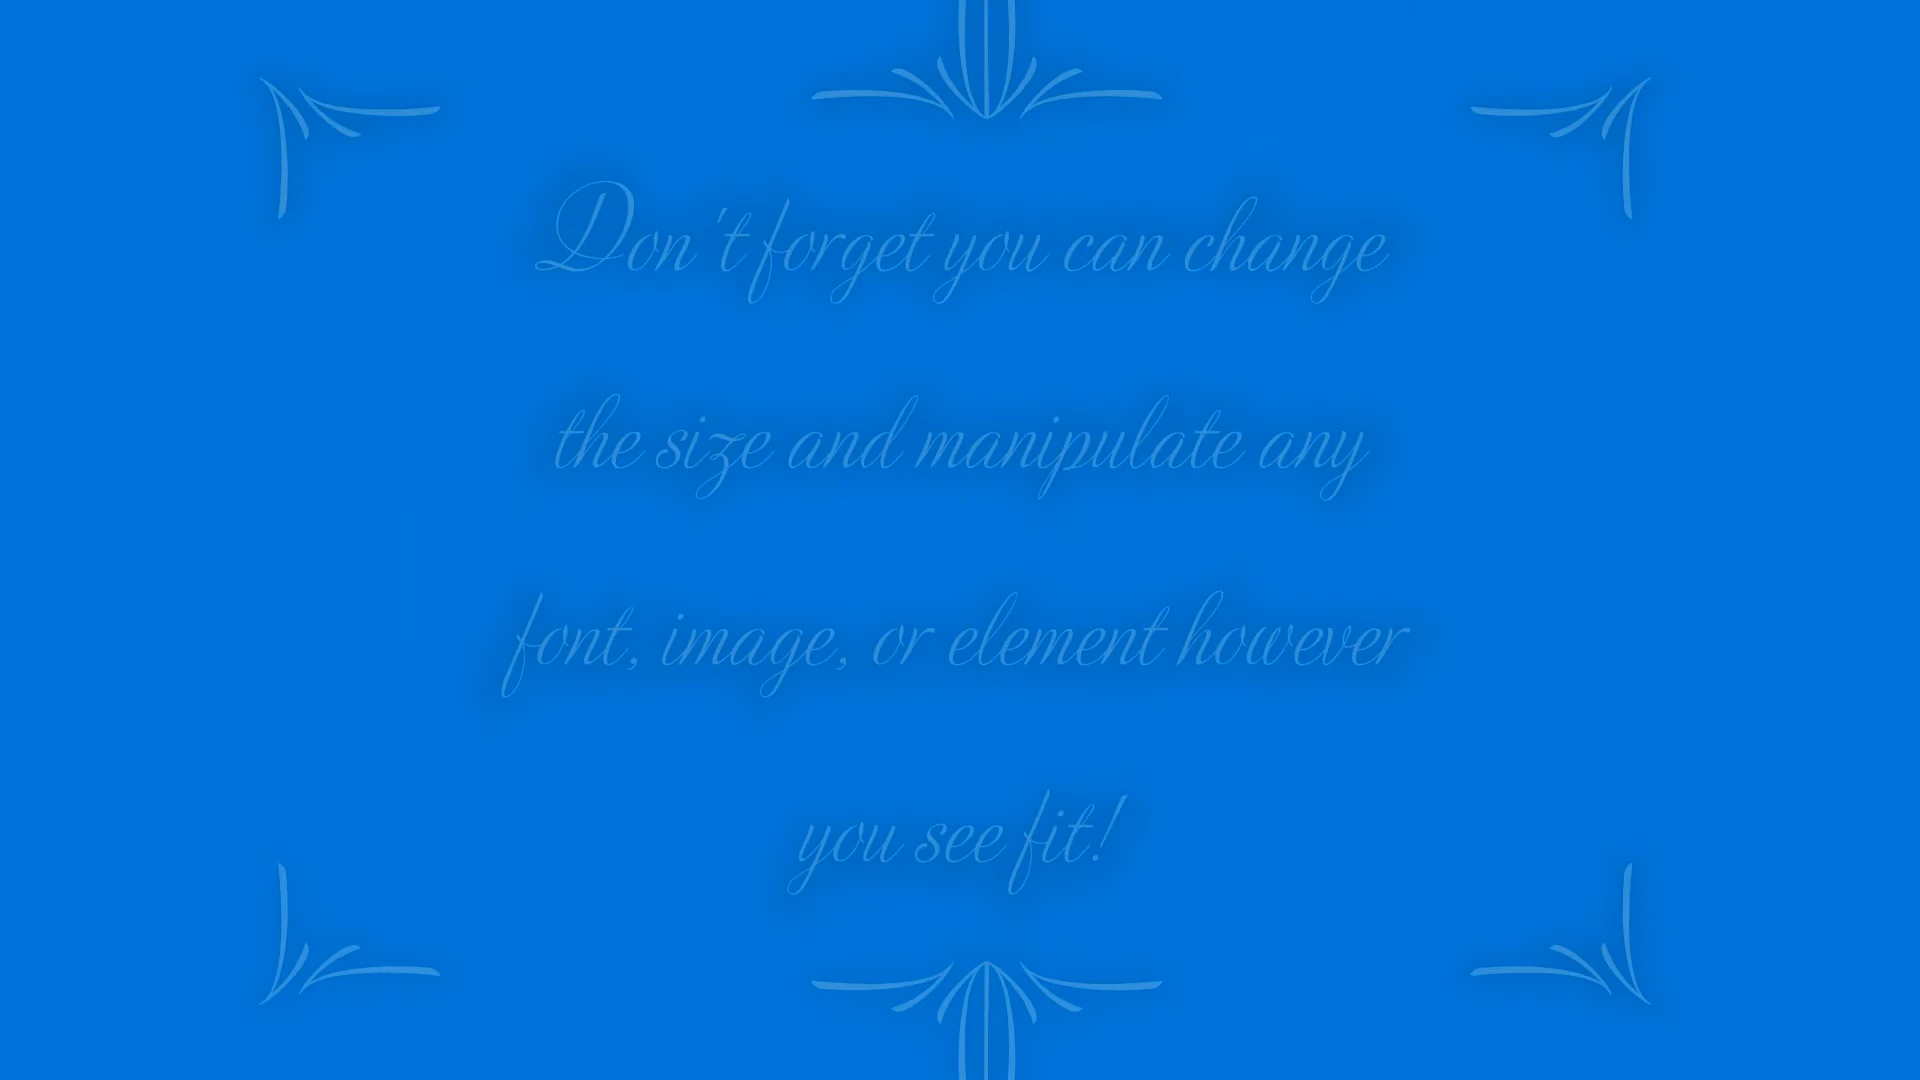 Don't forget you can change
the size and manipulate any
font, image, or element however
you see fit!